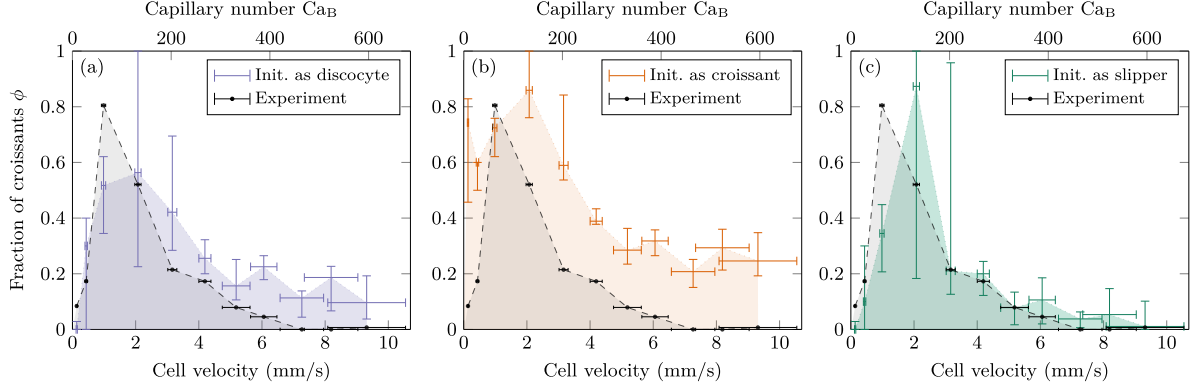 Capillary number Ca_B
Capillary number Ca_B
Capillary number Ca_B
0 200 400 600
0 200 400 600
0 200 400 600
1
0.8
0.6
0.4
0.2
0
Fraction of croissants ϕ
(a)
Init. as discocyte
Experiment
(b)
Init. as croissant
Experiment
(c)
Init. as slipper
Experiment
0 2 4 6 8 10
0 2 4 6 8 10
0 2 4 6 8 10
Cell velocity (mm/s)
Cell velocity (mm/s)
Cell velocity (mm/s)